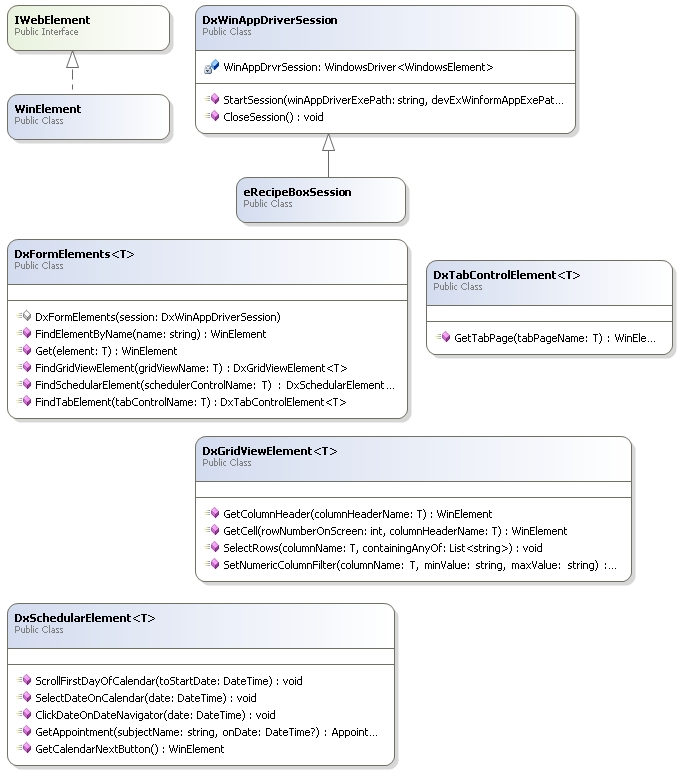 IWebElement
Public Interface
WinElement
Public Class
DxWinAppDriverSession
Public Class
WinAppDrvrSession: WindowsDriver<WindowsElement>
StartSession(winAppDriverExePath: string, devExWinformAppExePat...
CloseSession() : void
eRecipeBoxSession
Public Class
DxFormElements<T>
Public Class
DxFormElements(session: DxWinAppDriverSession)
FindElementByName(name: string) : WinElement
Get(element: T) : WinElement
FindGridViewElement(gridViewName: T) : DxGridViewElement<T>
FindSchedularElement(schedulerControlName: T) : DxSchedularElement...
FindTabElement(tabControlName: T) : DxTabControlElement<T>
DxTabControlElement<T>
Public Class
GetTabPage(tabPageName: T) : WinEle...
DxGridViewElement<T>
Public Class
GetColumnHeader(columnHeaderName: T) : WinElement
GetCell(rowNumberOnScreen: int, columnHeaderName: T) : WinElement
SelectRows(columnName: T, containingAnyOf: List<string>) : void
SetNumericColumnFilter(columnName: T, minValue: string, maxValue: string) :...
DxSchedularElement<T>
Public Class
ScrollFirstDayOfCalendar(toStartDate: DateTime) : void
SelectDateOnCalendar(date: DateTime) : void
ClickDateOnDateNavigator(date: DateTime) : void
GetAppointment(subjectName: string, onDate: DateTime?) : Appoint...
GetCalendarNextButton() : WinElement